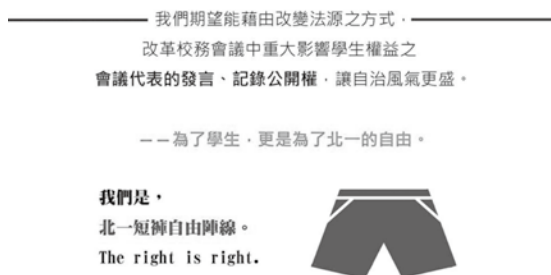 我們期望能藉由改變法源之方式，
改革校務會議中重大影響學生權益之
會議代表的發言、記錄公開權，讓自治風氣更盛。
——為了學生，更是為了北一的自由。
我們是，
北一短褲自由陣線。
The right is right.